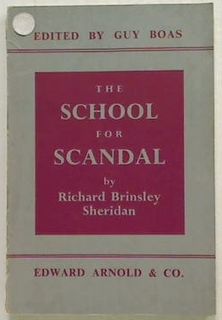 EDITED BY GUY BOAS
THE
SCHOOL
FOR
SCANDAL
by
Richard Brinsley
Sheridan
EDWARD ARNOLD & CO.